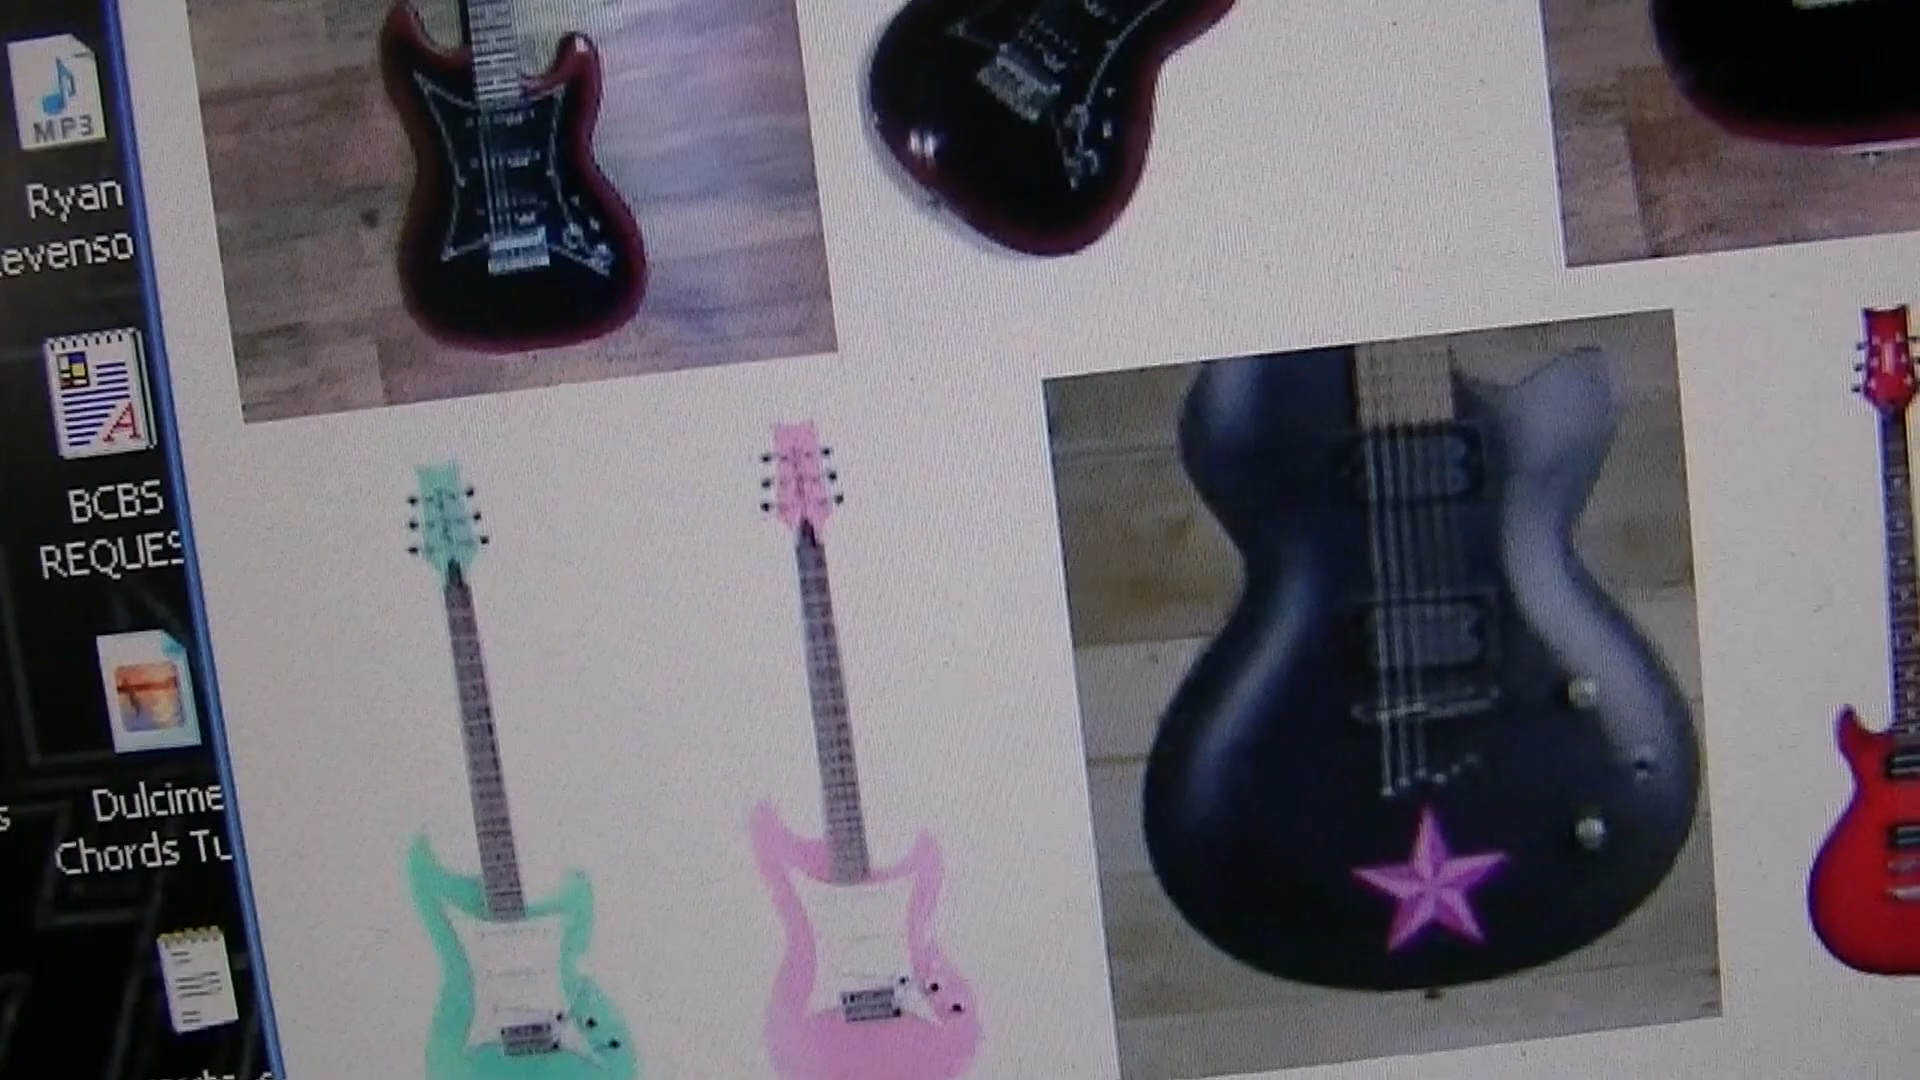 MP3
Ryan
evenso
BCBS
REQUES
Dulcime
Chords Tu
s